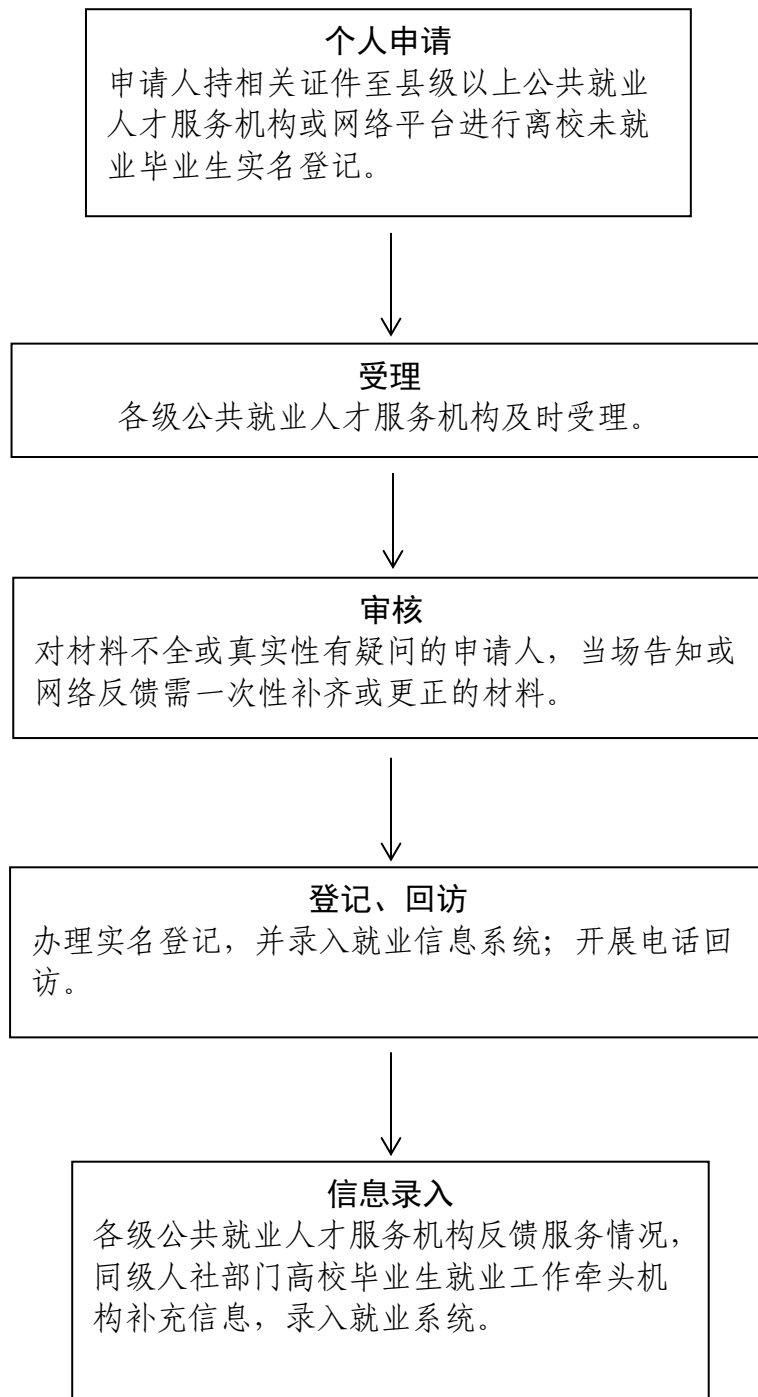 个人申请
申请人持相关证件至县级以上公共就业
人才服务机构或网络平台进行离校未就
业毕业生实名登记。
受理
各级公共就业人才服务机构及时受理。
审核
对材料不全或真实性有疑问的申请人，当场告知或
网络反馈需一次性补齐或更正的材料。
登记、回访
办理实名登记，并录入就业信息系统；开展电话回
访。
信息录入
各级公共就业人才服务机构反馈服务情况，
同级人社部门高校毕业生就业工作牵头机
构补充信息，录入就业系统。